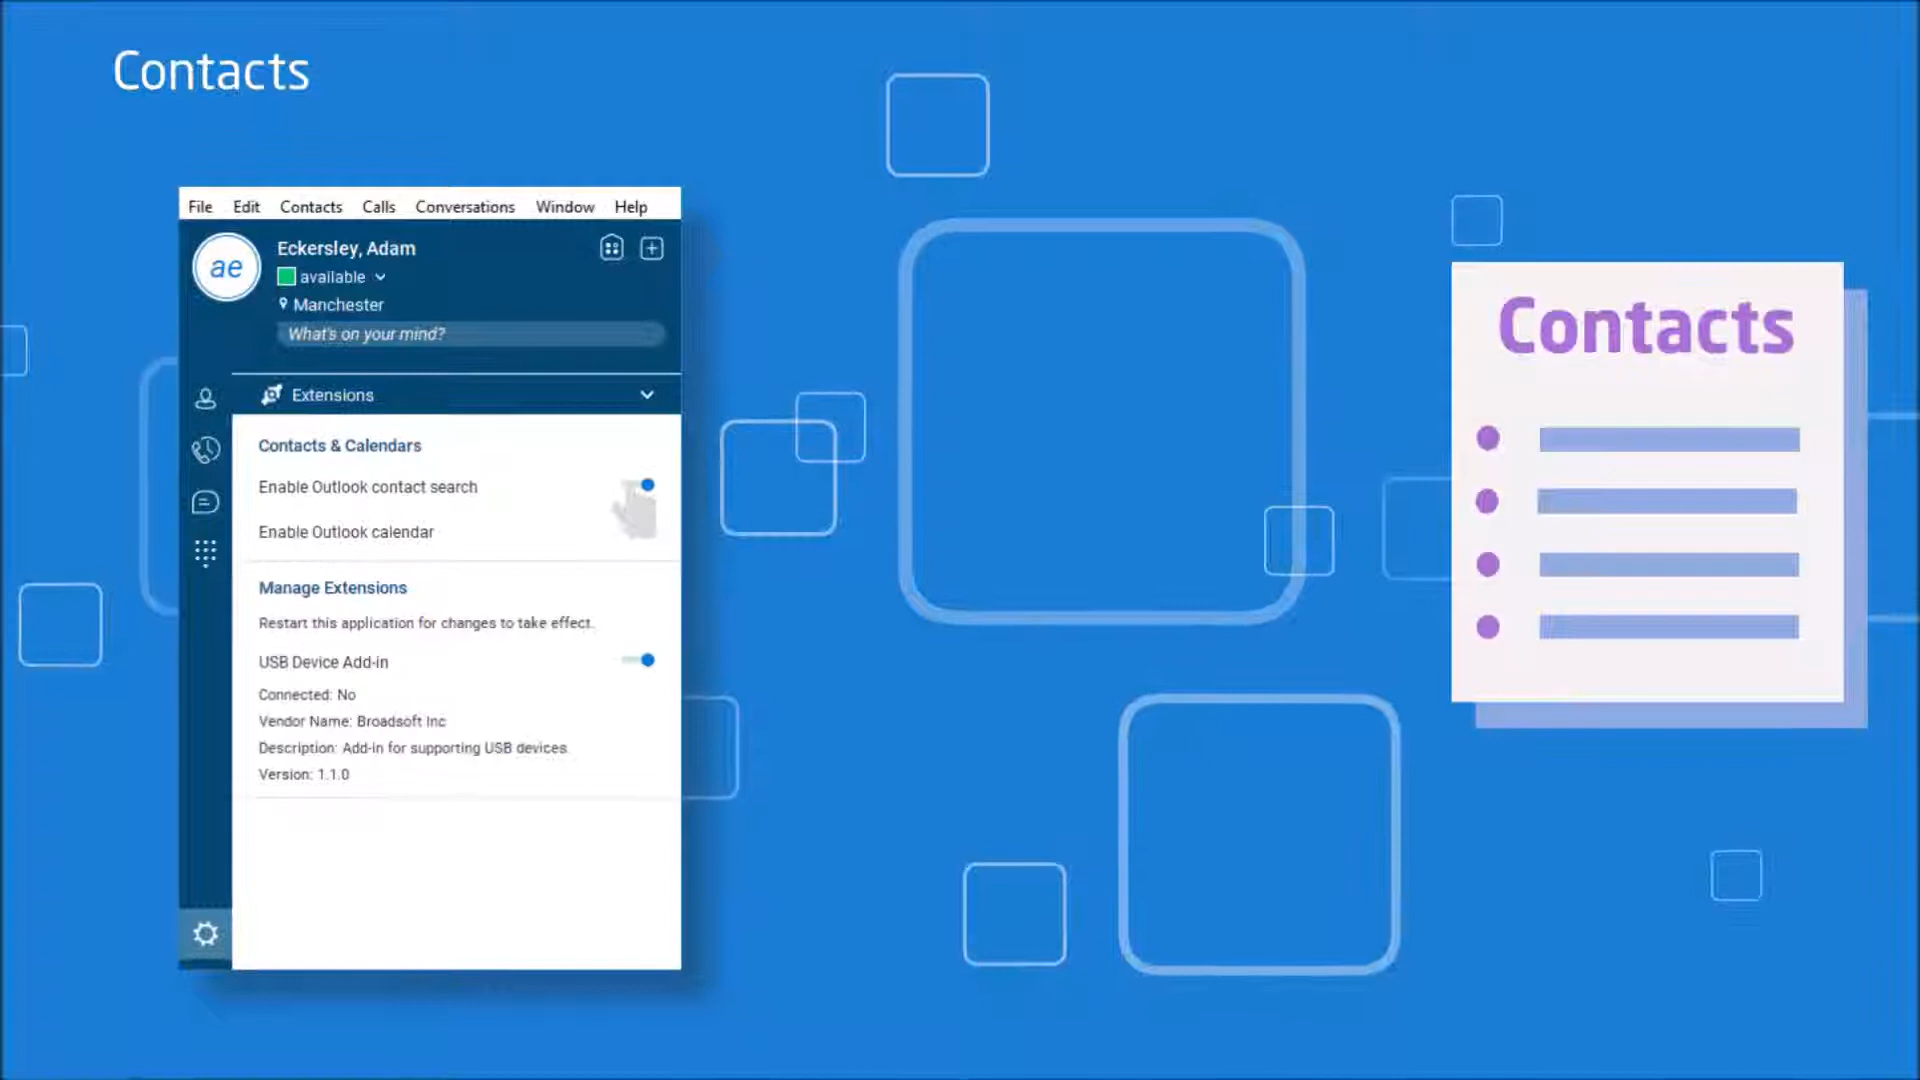 Contacts
File Edit Contacts Calls Conversations Window Help
ae
Eckersley, Adam
available
Manchester
What's on your mind?
Extensions
Contacts & Calendars
Enable Outlook contact search
Enable Outlook calendar
Manage Extensions
Restart this application for changes to take effect.
USB Device Add-in
Connected: No
Vendor Name: Broadsoft Inc
Description: Add-in for supporting USB devices.
Version: 1.1.0
Contacts